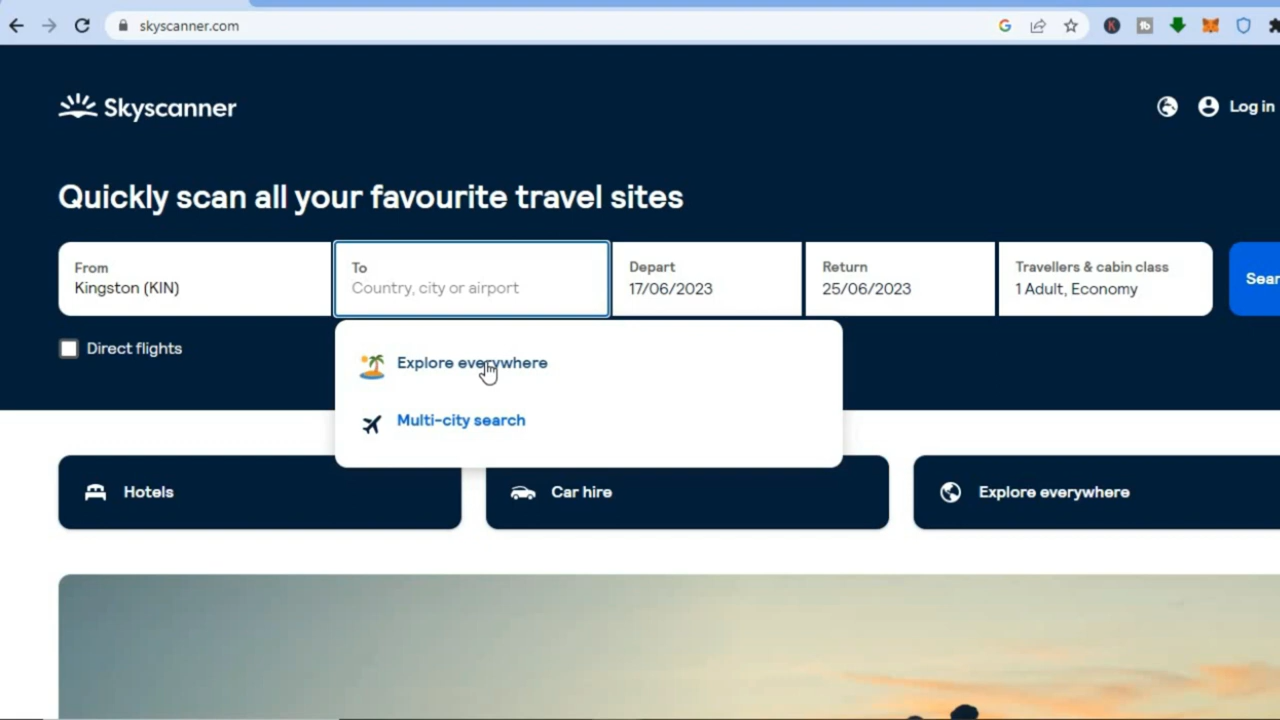 skyscanner.com
Skyscanner
Log in
Quickly scan all your favourite travel sites
From
Kingston (KIN)
To
Country, city or airport
Depart
17/06/2023
Return
25/06/2023
Travellers & cabin class
1 Adult, Economy
Sear
Direct flights
Explore everywhere
Multi-city search
Hotels
Car hire
Explore everywhere